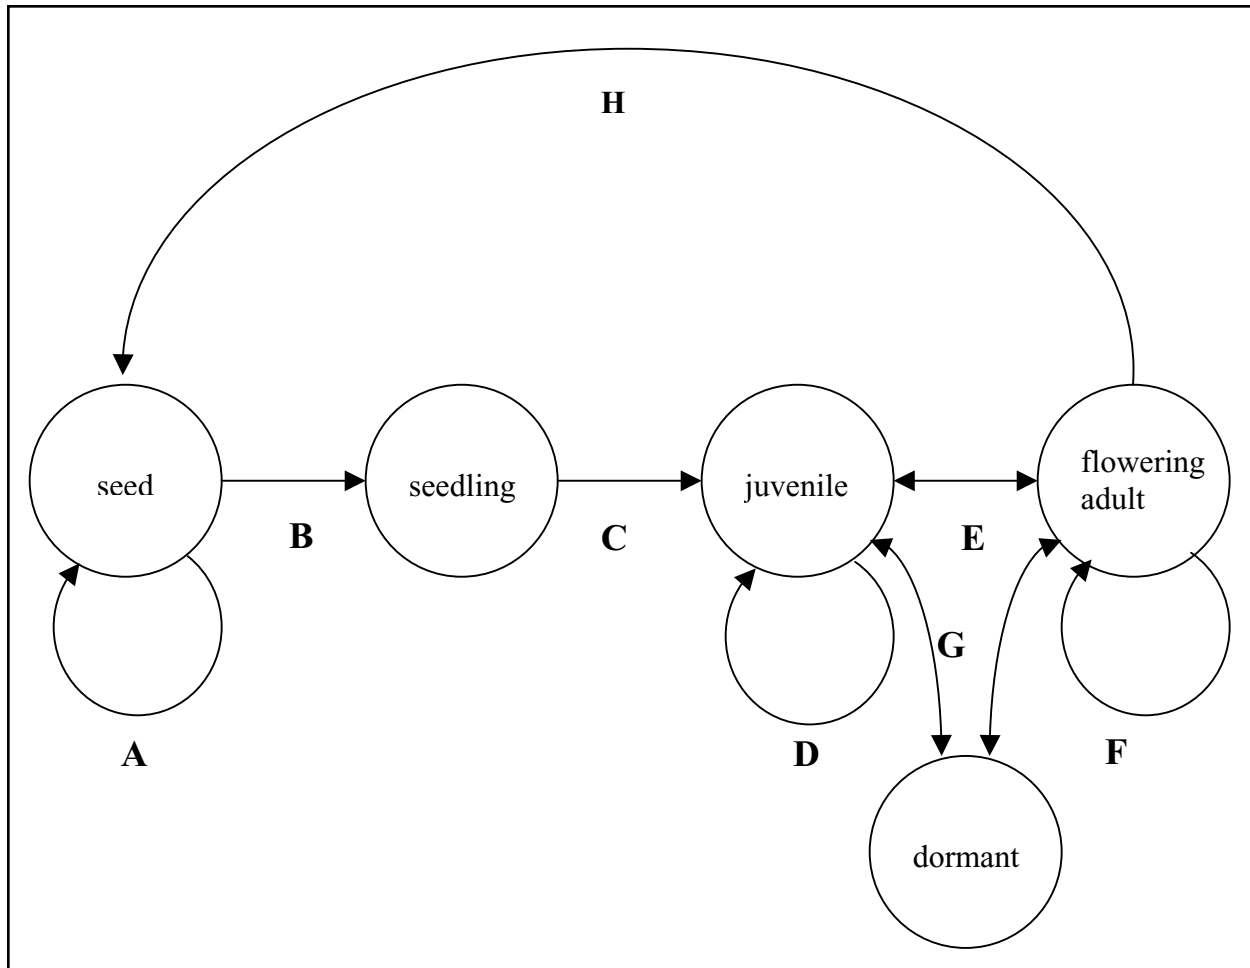 H
seed
seedling
juvenile
flowering
adult
B
C
E
G
A
D
F
dormant